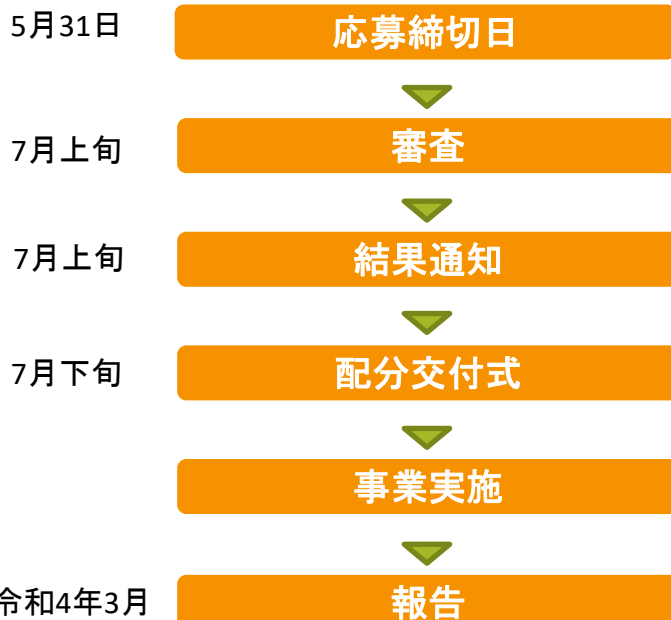 5月31日
応募締切日
7月上旬
審査
7月上旬
結果通知
7月下旬
配分交付式
事業実施
令和4年3月
報告